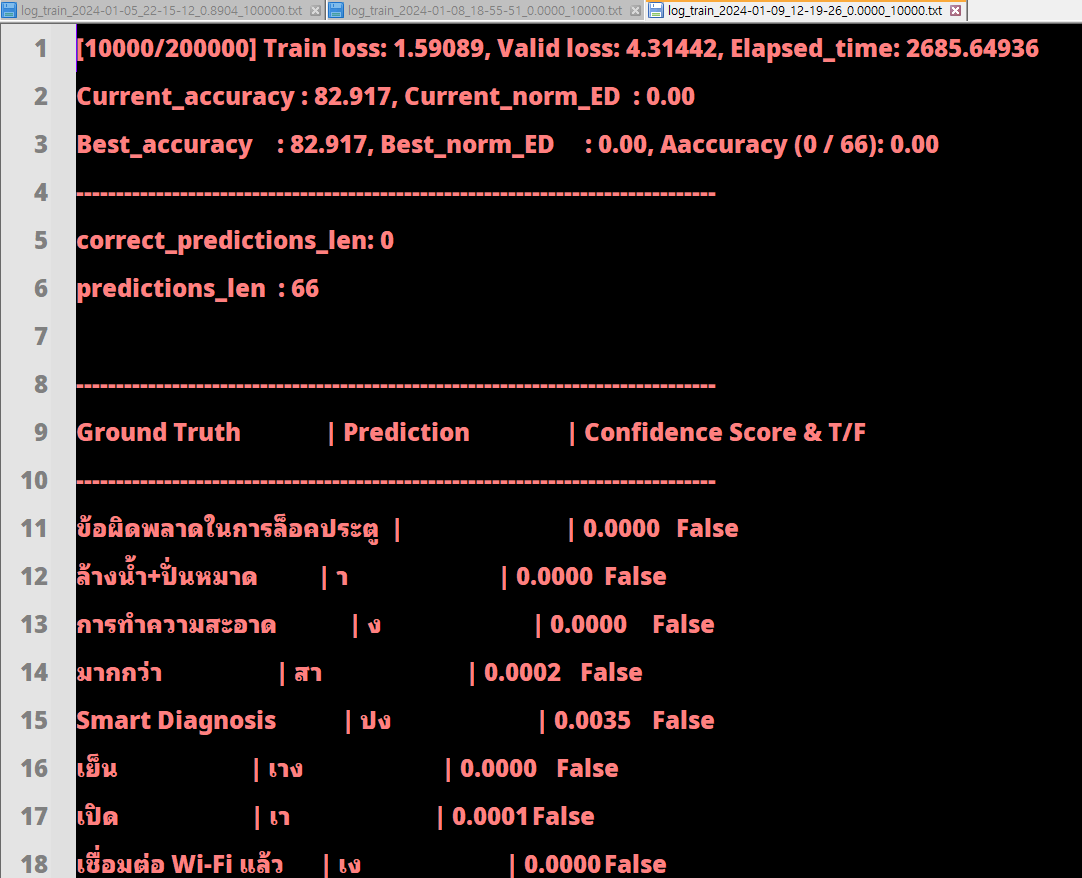 log_train_2024-01-05_22-15-12_0.8904_100000.txt log_train_2024-01-08_18-55-51_0.0000_10000.txt log_train_2024-01-09_12-19-26_0.0000_10000.txt
1 [10000/200000] Train loss: 1.59089, Valid loss: 4.31442, Elapsed_time: 2685.64936
2 Current_accuracy : 82.917, Current_norm_ED : 0.00
3 Best_accuracy : 82.917, Best_norm_ED : 0.00, Aaccuracy (0 / 66): 0.00
4 --------------------------------------------------------------------------------
5 correct_predictions_len: 0
6 predictions_len : 66
7
8 --------------------------------------------------------------------------------
9 Ground Truth | Prediction | Confidence Score & T/F
10 --------------------------------------------------------------------------------
11 ข้อผิดพลาดในการล็อคประตู | | 0.0000 False
12 ล้างน้ำ+ปั่นหมาด | า | 0.0000 False
13 การทำความสะอาด | ง | 0.0000 False
14 มากกว่า | สา | 0.0002 False
15 Smart Diagnosis | ปง | 0.0035 False
16 เย็น | เาง | 0.0000 False
17 เปิด | เา | 0.0001 False
18 เชื่อมต่อ Wi-Fi แล้ว | เง | 0.0000 False